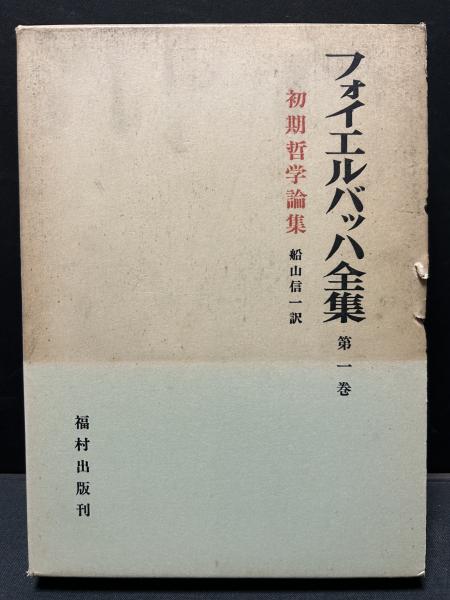 フォイエルバッハ全集 第一巻
初期哲学論集
船山信一訳
福村出版刊